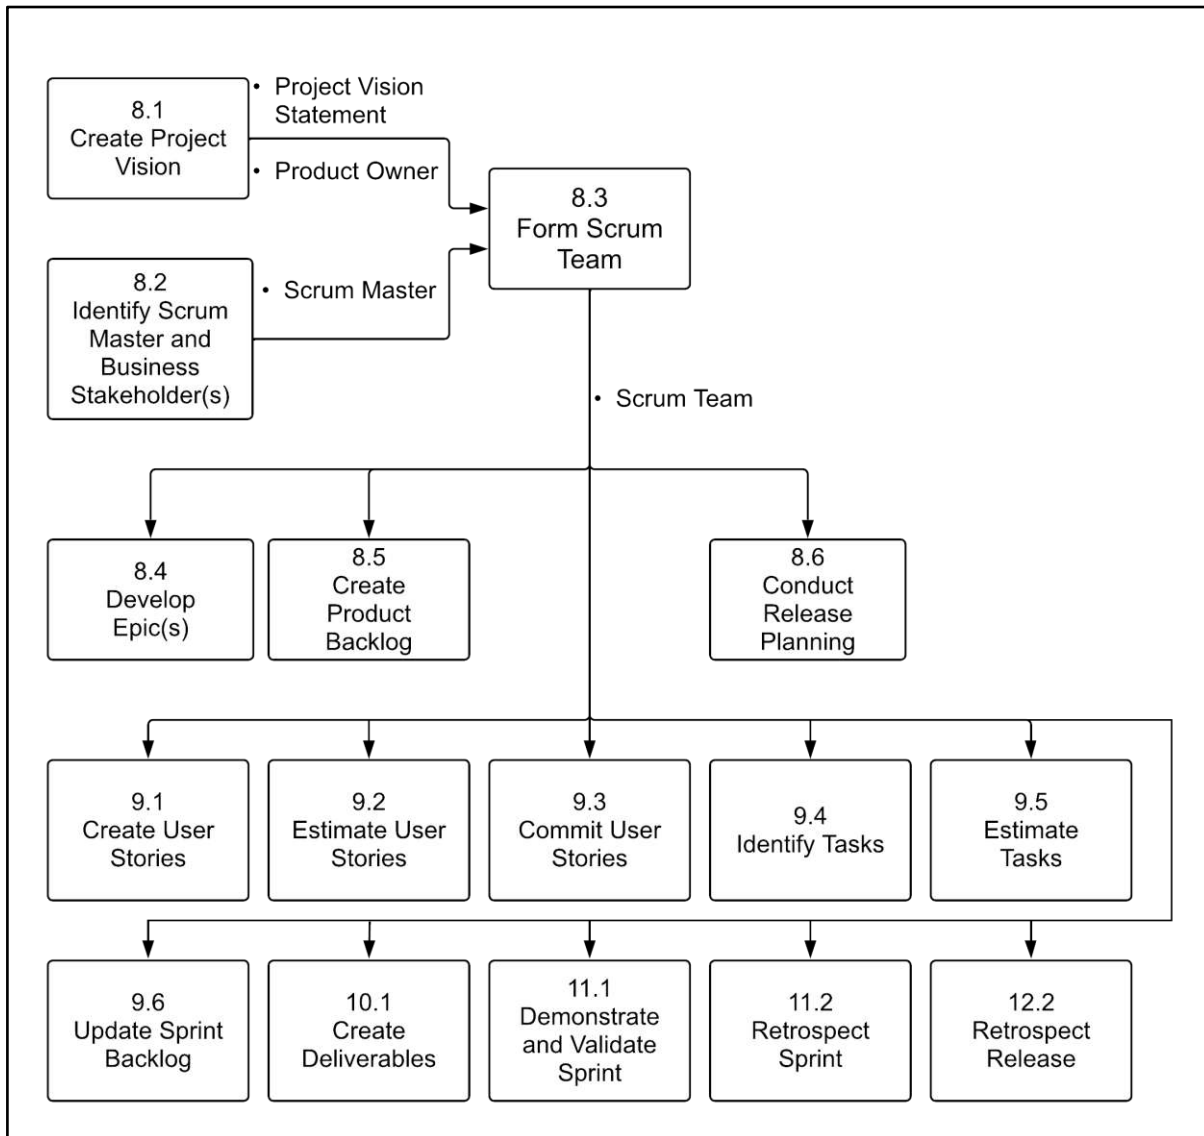 8.1
Create Project
Vision
• Project Vision
Statement
• Product Owner
8.2
Identify Scrum
Master and
Business
Stakeholder(s)
• Scrum Master
8.3
Form Scrum
Team
• Scrum Team
8.4
Develop
Epic(s)
8.5
Create
Product
Backlog
8.6
Conduct
Release
Planning
9.1
Create User
Stories
9.2
Estimate User
Stories
9.3
Commit User
Stories
9.4
Identify Tasks
9.5
Estimate
Tasks
9.6
Update Sprint
Backlog
10.1
Create
Deliverables
11.1
Demonstrate
and Validate
Sprint
11.2
Retrospect
Sprint
12.2
Retrospect
Release